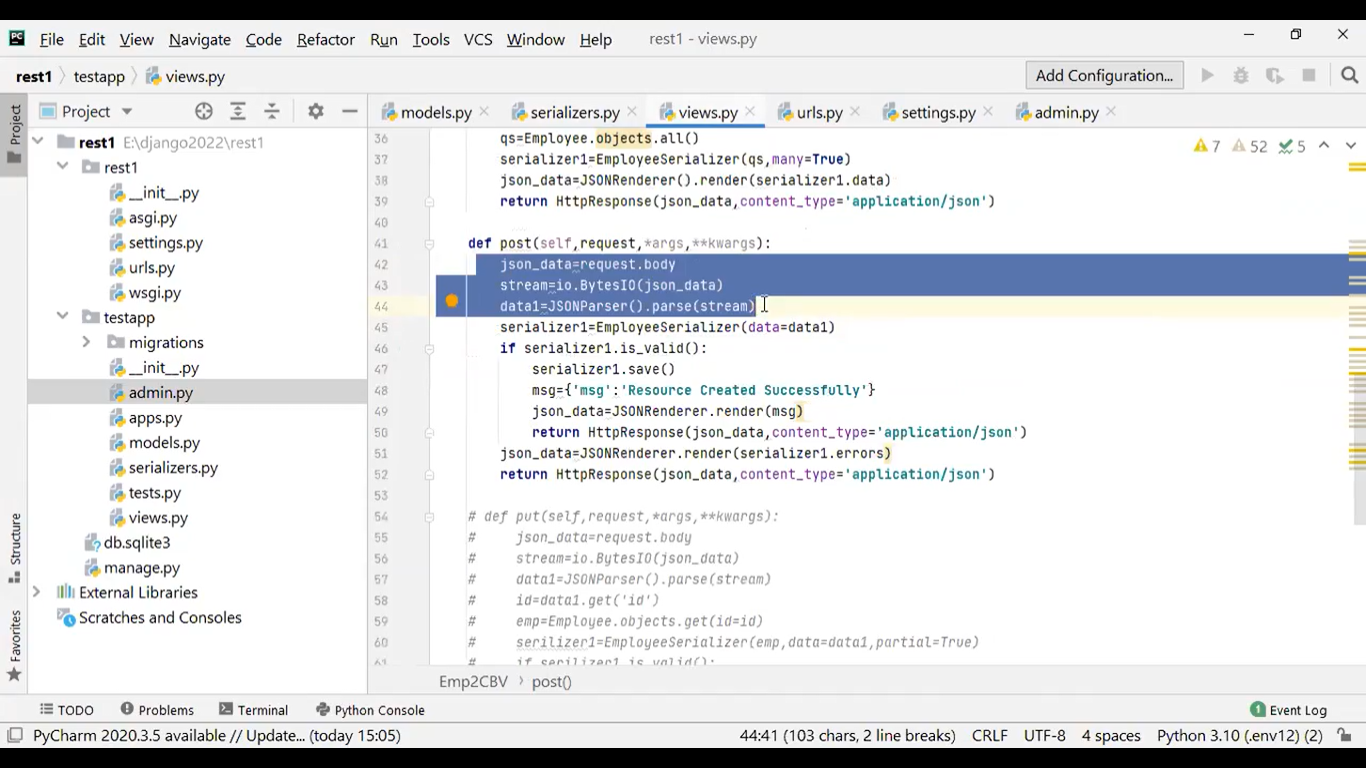 PC File Edit View Navigate Code Refactor Run Tools VCS Window Help rest1 - views.py
rest1 testapp views.py Add Configuration...
Project
Project
Structure
Favorites
rest1 E:\django2022\rest1
rest1
__init__.py
asgi.py
settings.py
urls.py
wsgi.py
testapp
migrations
__init__.py
admin.py
apps.py
models.py
serializers.py
tests.py
views.py
db.sqlite3
manage.py
External Libraries
Scratches and Consoles
models.py serializers.py views.py urls.py settings.py admin.py
7 52 5
36 qs=Employee.objects.all()
37 serializer1=EmployeeSerializer(qs,many=True)
38 json_data=JSONRenderer().render(serializer1.data)
39 return HttpResponse(json_data,content_type='application/json')
40
41 def post(self,request,*args,**kwargs):
42 json_data=request.body
43 stream=io.BytesIO(json_data)
44 data1=JSONParser().parse(stream)
45 serializer1=EmployeeSerializer(data=data1)
46 if serializer1.is_valid():
47 serializer1.save()
48 msg={'msg':'Resource Created Successfully'}
49 json_data=JSONRenderer.render(msg)
50 return HttpResponse(json_data,content_type='application/json')
51 json_data=JSONRenderer.render(serializer1.errors)
52 return HttpResponse(json_data,content_type='application/json')
53
54 # def put(self,request,*args,**kwargs):
55 # json_data=request.body
56 # stream=io.BytesIO(json_data)
57 # data1=JSONParser().parse(stream)
58 # id=data1.get('id')
59 # emp=Employee.objects.get(id=id)
60 # serilizer1=EmployeeSerializer(emp,data=data1,partial=True)
61 # if serilizer1.is_valid():
Emp2CBV post()
TODO Problems Terminal Python Console 1 Event Log
PyCharm 2020.3.5 available // Update... (today 15:05) 44:41 (103 chars, 2 line breaks) CRLF UTF-8 4 spaces Python 3.10 (.env12) (2)